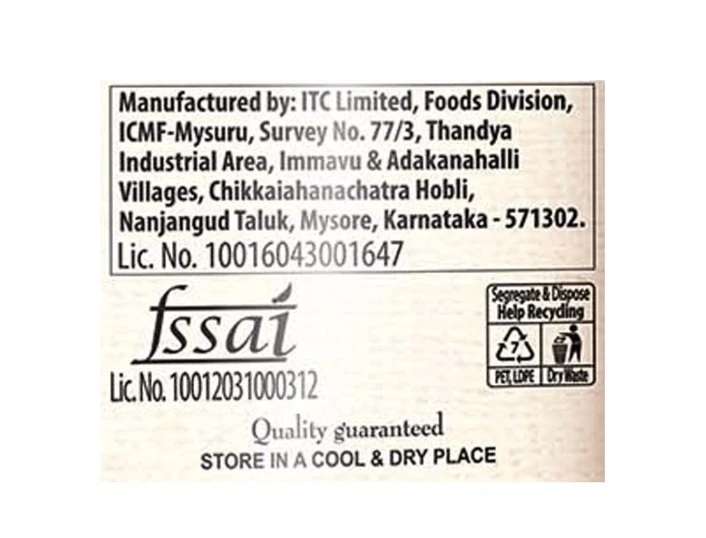 Manufactured by: ITC Limited, Foods Division,
ICMF-Mysuru, Survey No. 77/3, Thandya
Industrial Area, Immavu & Adakanahalli
Villages, Chikkaiahanachatra Hobli,
Nanjangud Taluk, Mysore, Karnataka - 571302.
Lic. No. 10016043001647
fssai
Lic. No. 10012031000312
Segregate & Dispose
Help Recycling
7
PET, LDPE Dry Waste
Quality guaranteed
STORE IN A COOL & DRY PLACE